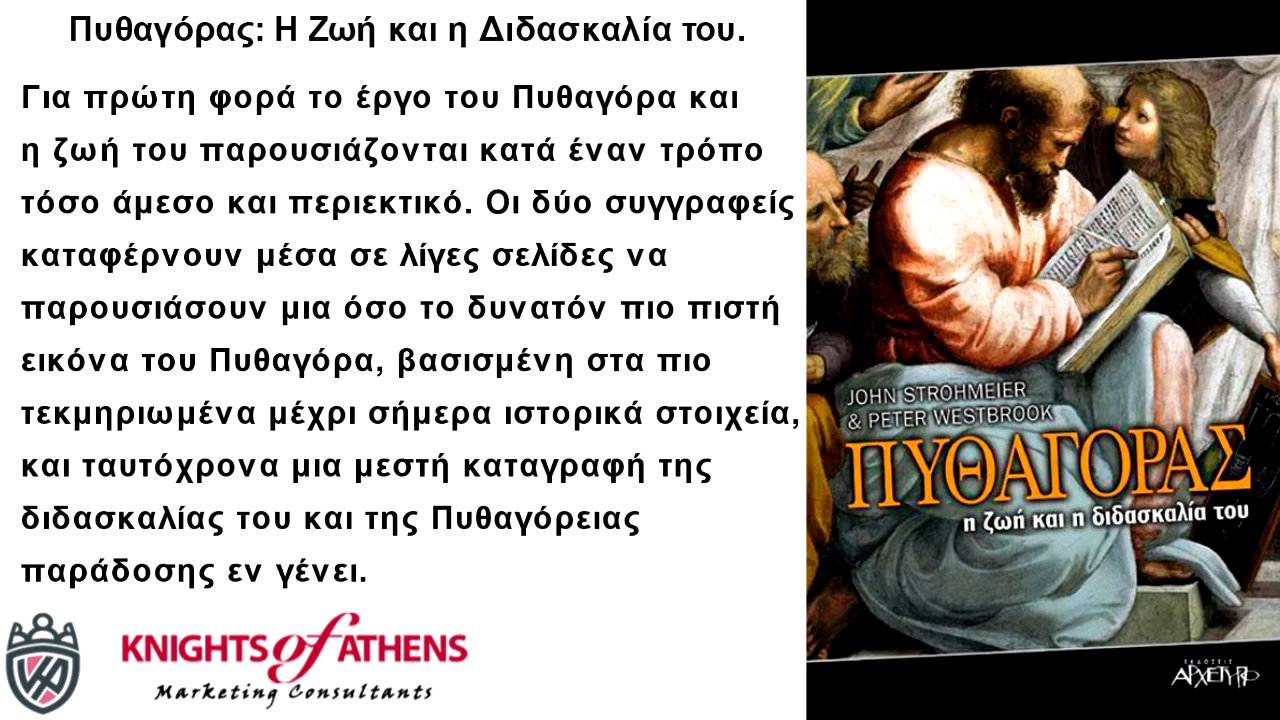 Πυθαγόρας: Η Ζωή και η Διδασκαλία του.
Για πρώτη φορά το έργο του Πυθαγόρα και
η ζωή του παρουσιάζονται κατά έναν τρόπο
τόσο άμεσο και περιεκτικό. Οι δύο συγγραφείς
καταφέρνουν μέσα σε λίγες σελίδες να
παρουσιάσουν μια όσο το δυνατόν πιο πιστή
εικόνα του Πυθαγόρα, βασισμένη στα πιο
τεκμηριωμένα μέχρι σήμερα ιστορικά στοιχεία,
και ταυτόχρονα μια μεστή καταγραφή της
διδασκαλίας του και της Πυθαγόρειας
παράδοσης εν γένει.
KNIGHTS of ATHENS
Marketing Consultants
JOHN STROHMEIER
& PETER WESTBROOK
ΠΥΘΑΓΟΡΑΣ
η ζωή και η διδασκαλία του
ΕΚΔΟΣΕΙΣ
ΑΡΧΕΤΥΠΟ